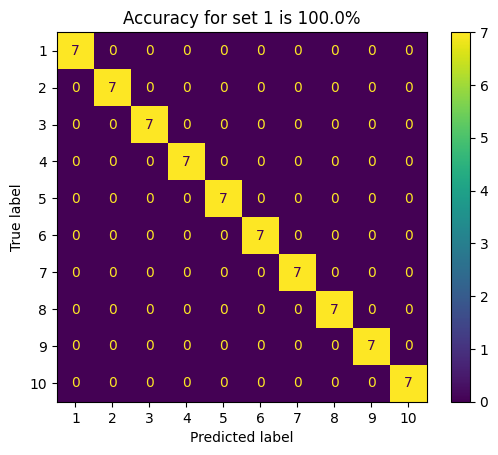 Accuracy for set 1 is 100.0%
1 7 0 0 0 0 0 0 0 0 0
2 0 7 0 0 0 0 0 0 0 0
3 0 0 7 0 0 0 0 0 0 0
4 0 0 0 7 0 0 0 0 0 0
5 0 0 0 0 7 0 0 0 0 0
6 0 0 0 0 0 7 0 0 0 0
7 0 0 0 0 0 0 7 0 0 0
8 0 0 0 0 0 0 0 7 0 0
9 0 0 0 0 0 0 0 0 7 0
10 0 0 0 0 0 0 0 0 0 7
1 2 3 4 5 6 7 8 9 10
Predicted label
True label
7
6
5
4
3
2
1
0